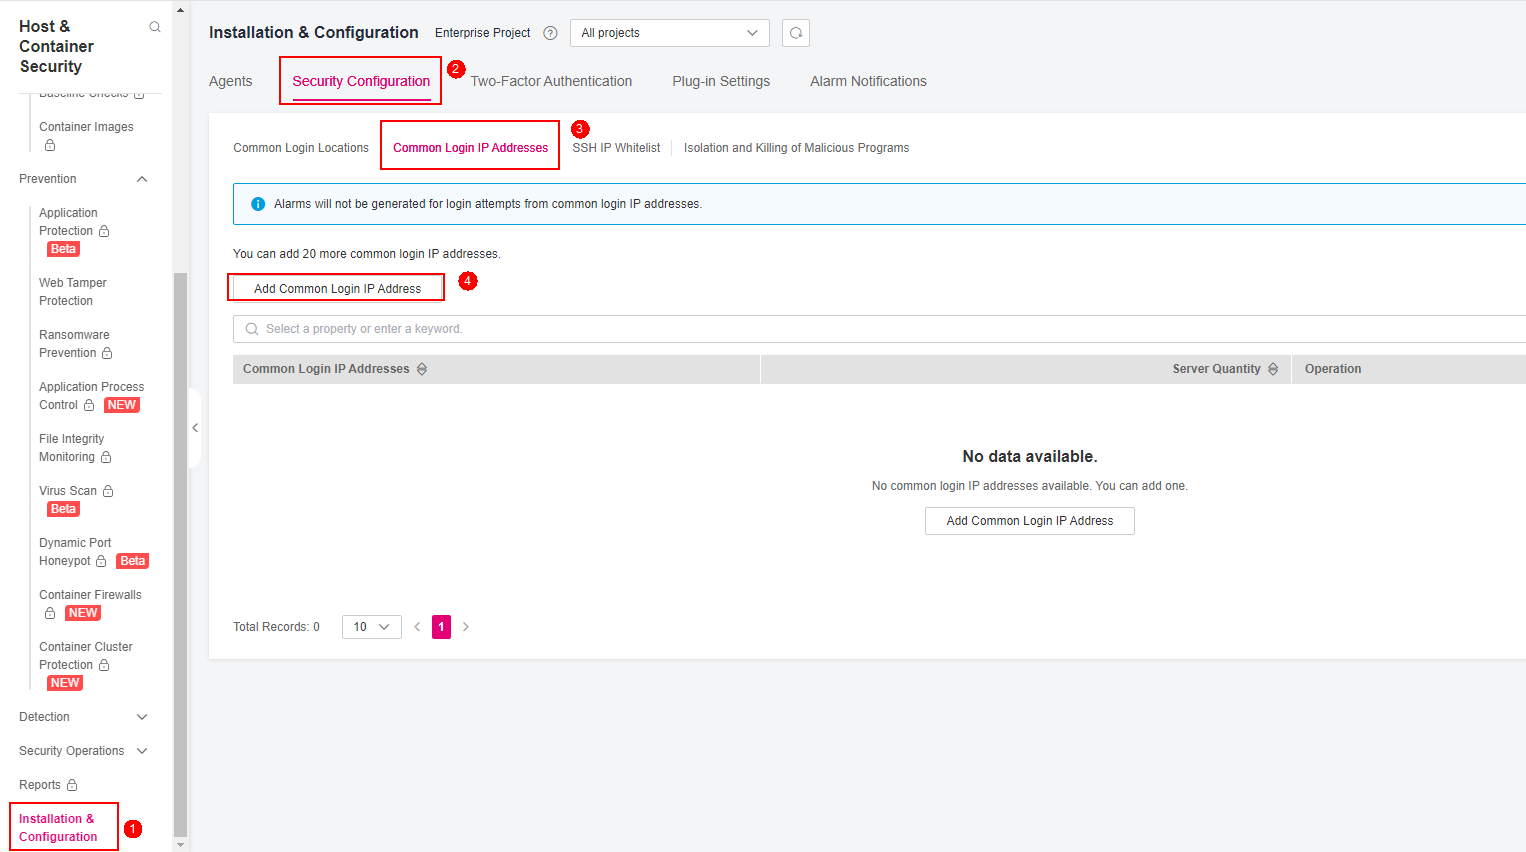 Host &
Container
Security
Baseline Checks
Container Images
Prevention
Application
Protection
Beta
Web Tamper
Protection
Ransomware
Prevention
Application Process
Control NEW
File Integrity
Monitoring
Virus Scan
Beta
Dynamic Port
Honeypot Beta
Container Firewalls
NEW
Container Cluster
Protection
NEW
Detection
Security Operations
Reports
Installation &
Configuration
1
Installation & Configuration Enterprise Project ? All projects
Agents Security Configuration 2 Two-Factor Authentication Plug-in Settings Alarm Notifications
3
Common Login Locations Common Login IP Addresses SSH IP Whitelist Isolation and Killing of Malicious Programs
Alarms will not be generated for login attempts from common login IP addresses.
You can add 20 more common login IP addresses.
Add Common Login IP Address 4
Select a property or enter a keyword.
Common Login IP Addresses Server Quantity Operation
No data available.
No common login IP addresses available. You can add one.
Add Common Login IP Address
Total Records: 0 10 1